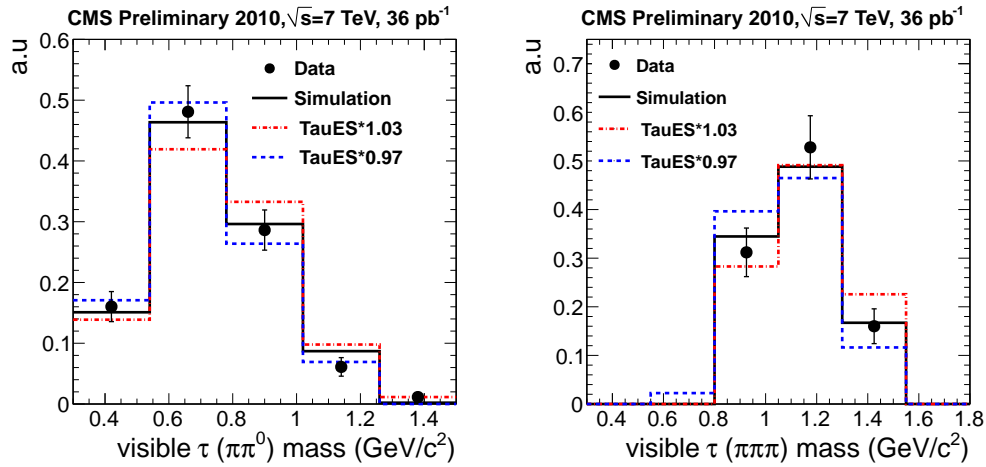 CMS Preliminary 2010,√s=7 TeV, 36 pb⁻¹
a.u
0.6
0.5
0.4
0.3
0.2
0.1
0
Data
Simulation
TauES*1.03
TauES*0.97
0.4 0.6 0.8 1 1.2 1.4
visible τ (ππ⁰) mass (GeV/c²)
CMS Preliminary 2010,√s=7 TeV, 36 pb⁻¹
a.u
0.7
0.6
0.5
0.4
0.3
0.2
0.1
0
Data
Simulation
TauES*1.03
TauES*0.97
0.4 0.6 0.8 1 1.2 1.4 1.6 1.8
visible τ (πππ) mass (GeV/c²)